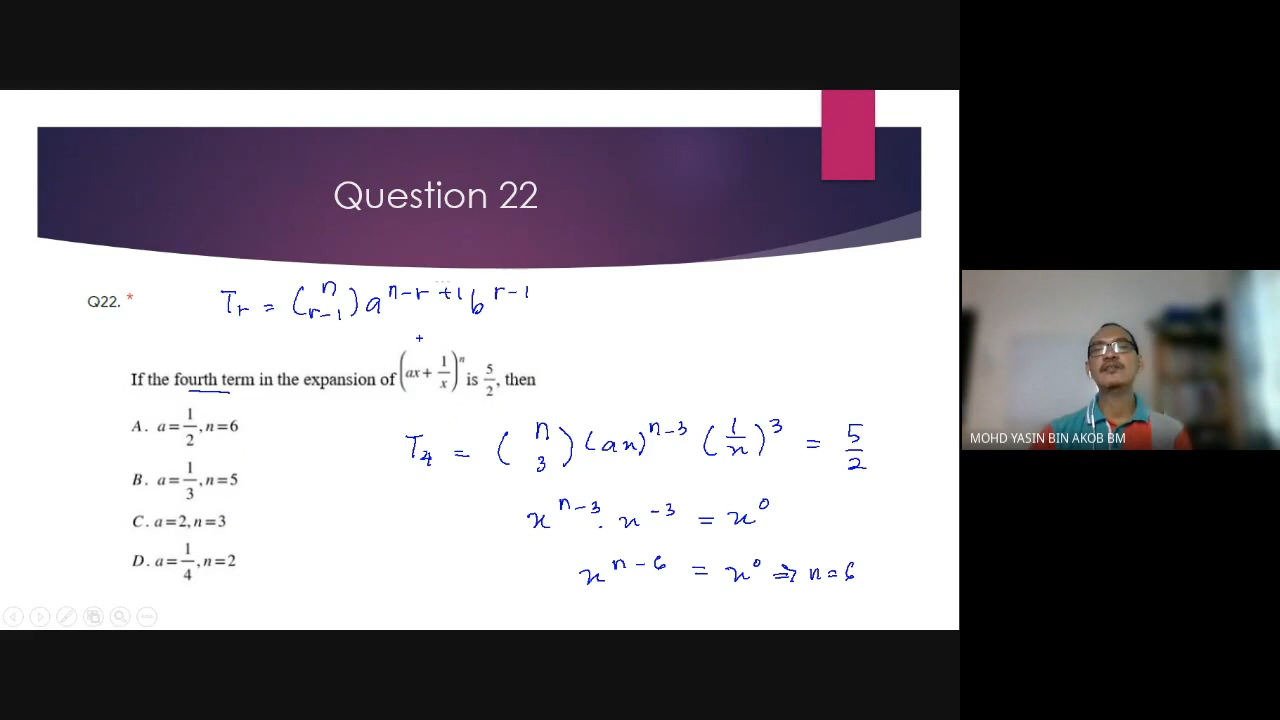 Question 22
Q22. *
Tr = (n r-1) a^(n-r+1) b^(r-1)
+
If the fourth term in the expansion of (ax + 1/x)^n is 5/2, then
A. a = 1/2, n=6
B. a = 1/3, n=5
C. a=2, n=3
D. a = 1/4, n=2
T4 = (n 3) (ax)^(n-3) (1/x)^3 = 5/2
x^(n-3) . x^(-3) = x^0
x^(n-6) = x^0 ⇒ n = 6
MOHD YASIN BIN AKOB BM